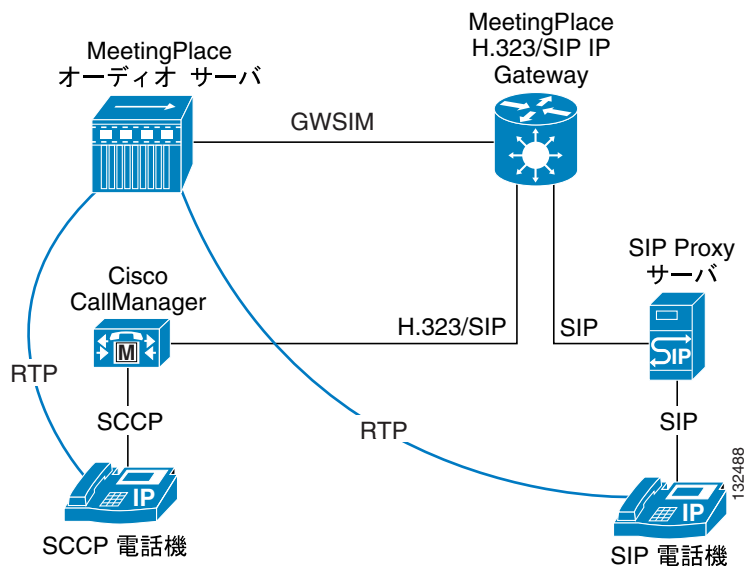 MeetingPlace
オーディオ サーバ
MeetingPlace
H.323/SIP IP
Gateway
GWSIM
SIP Proxy
サーバ
Cisco
CallManager
M
H.323/SIP
SIP
SIP
RTP
SCCP
RTP
SIP
132488
IP
IP
SCCP 電話機
SIP 電話機